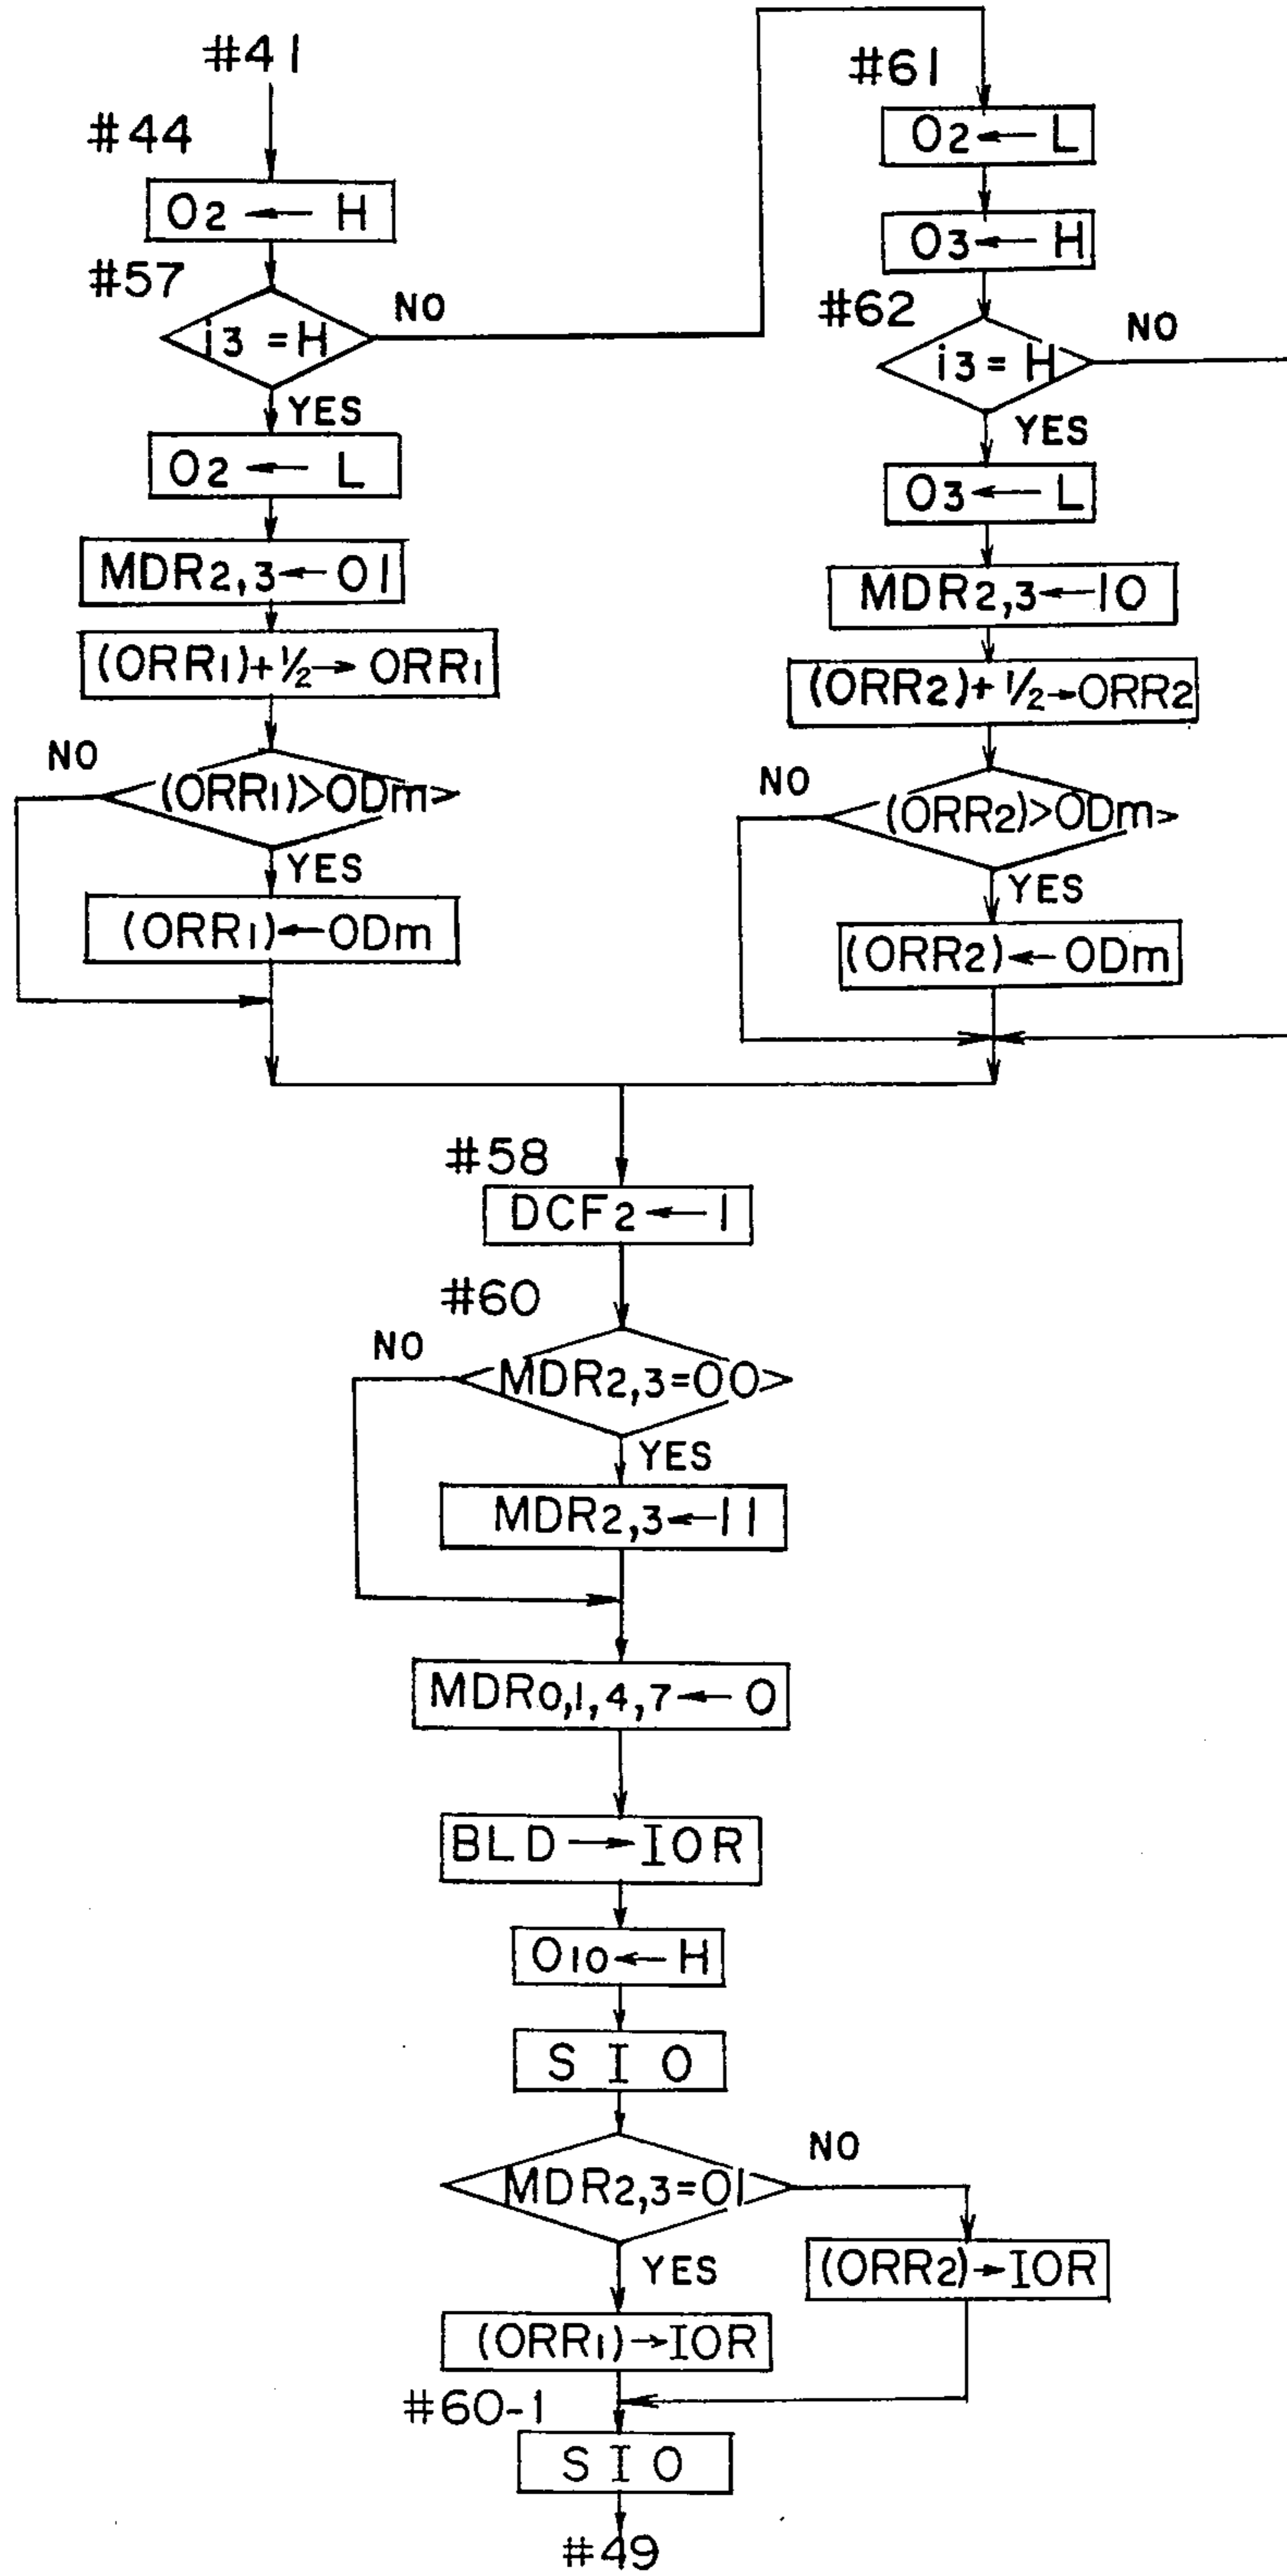 #41
#44
O2 ← H
#57
i3 = H
NO
YES
O2 ← L
MDR2,3 ← 01
(ORR1)+½ → ORR1
NO
(ORR1)>ODm
YES
(ORR1) ← ODm
#61
O2 ← L
O3 ← H
#62
i3 = H
NO
YES
O3 ← L
MDR2,3 ← 10
(ORR2)+½ → ORR2
NO
(ORR2)>ODm
YES
(ORR2) ← ODm
#58
DCF2 ← 1
#60
NO
MDR2,3=00
YES
MDR2,3 ← 11
MDR0,1,4,7 ← 0
BLD → IOR
O10 ← H
S I O
MDR2,3=01
NO
YES
(ORR2) → IOR
(ORR1) → IOR
#60-1
S I O
#49